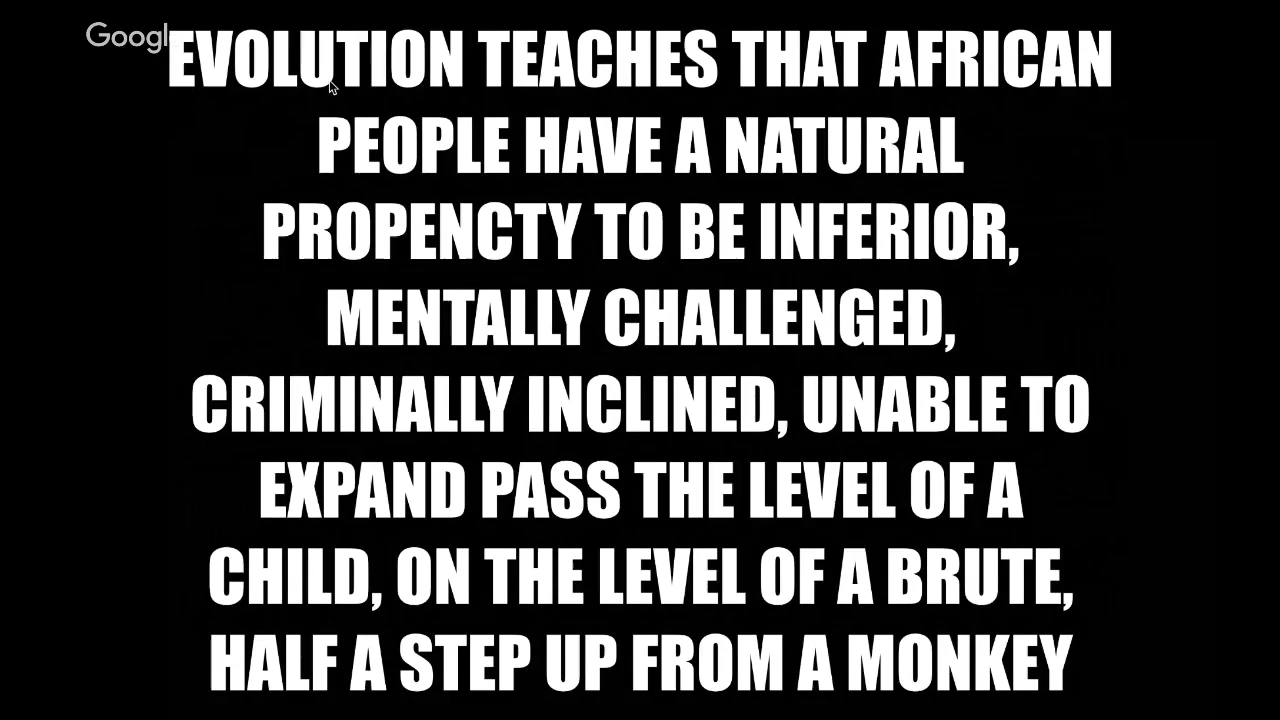 Google
EVOLUTION TEACHES THAT AFRICAN
PEOPLE HAVE A NATURAL
PROPENCTY TO BE INFERIOR,
MENTALLY CHALLENGED,
CRIMINALLY INCLINED, UNABLE TO
EXPAND PASS THE LEVEL OF A
CHILD, ON THE LEVEL OF A BRUTE,
HALF A STEP UP FROM A MONKEY